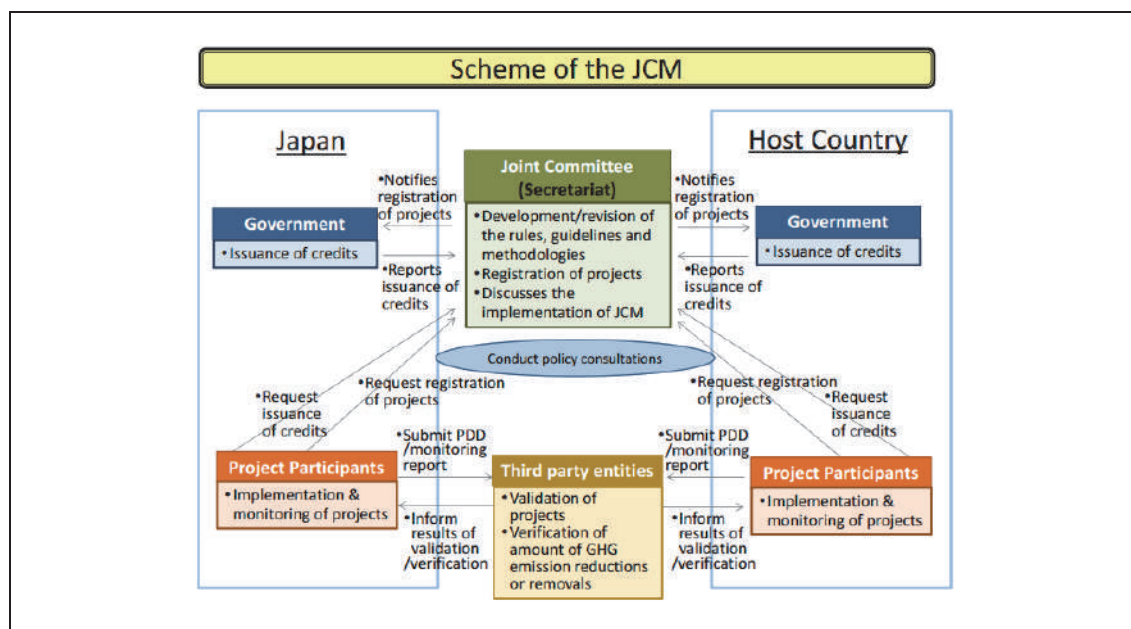 Scheme of the JCM
Japan
Host Country
Joint Committee
(Secretariat)
•Development/revision of
the rules, guidelines and
methodologies
•Registration of projects
•Discusses the
implementation of JCM
•Notifies
registration
of projects
•Notifies
registration
of projects
Government
•Issuance of credits
Government
•Issuance of credits
•Reports
issuance of
credits
•Reports
issuance of
credits
Conduct policy consultations
•Request
issuance
of credits
•Request registration
of projects
•Request registration
of projects
•Request
issuance
of credits
•Submit PDD
/monitoring
report
•Submit PDD
/monitoring
report
Project Participants
•Implementation &
monitoring of projects
Third party entities
•Validation of
projects
•Verification of
amount of GHG
emission reductions
or removals
Project Participants
•Implementation &
monitoring of projects
•Inform
results of
validation
/verification
•Inform
results of
validation
/verification